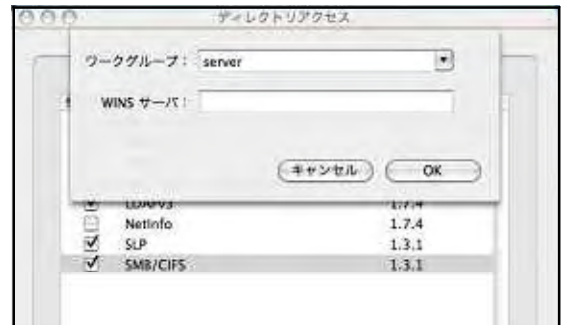 ディレクトリアクセス
ワークグループ： server
WINS サーバ：
キャンセル OK
LDAPv3 1.7.4
NetInfo 1.7.4
SLP 1.3.1
SMB/CIFS 1.3.1